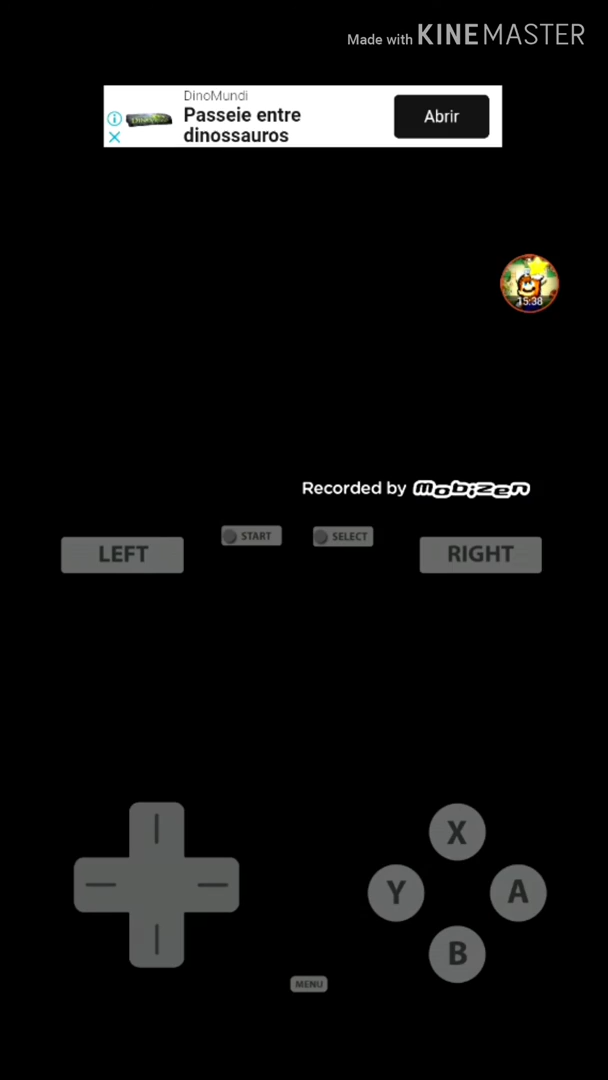 Made with KINEMASTER
DinoMundi
Passeie entre
dinossauros
Abrir
15:38
Recorded by mobizen
START
SELECT
LEFT
RIGHT
X
Y
A
B
MENU